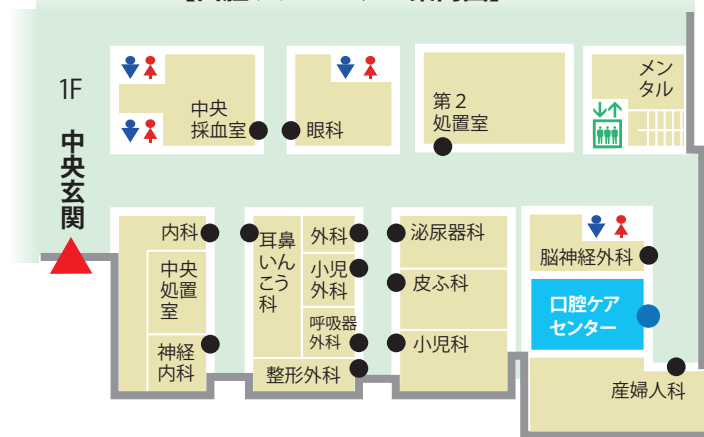 1F
中央玄関
中央
採血室
眼科
第２
処置室
メン
タル
内科
中央
処置
室
神経
内科
耳鼻
いん
こう
科
外科
小児
外科
呼吸器
外科
整形外科
泌尿器科
皮ふ科
小児科
脳神経外科
口腔ケア
センター
産婦人科